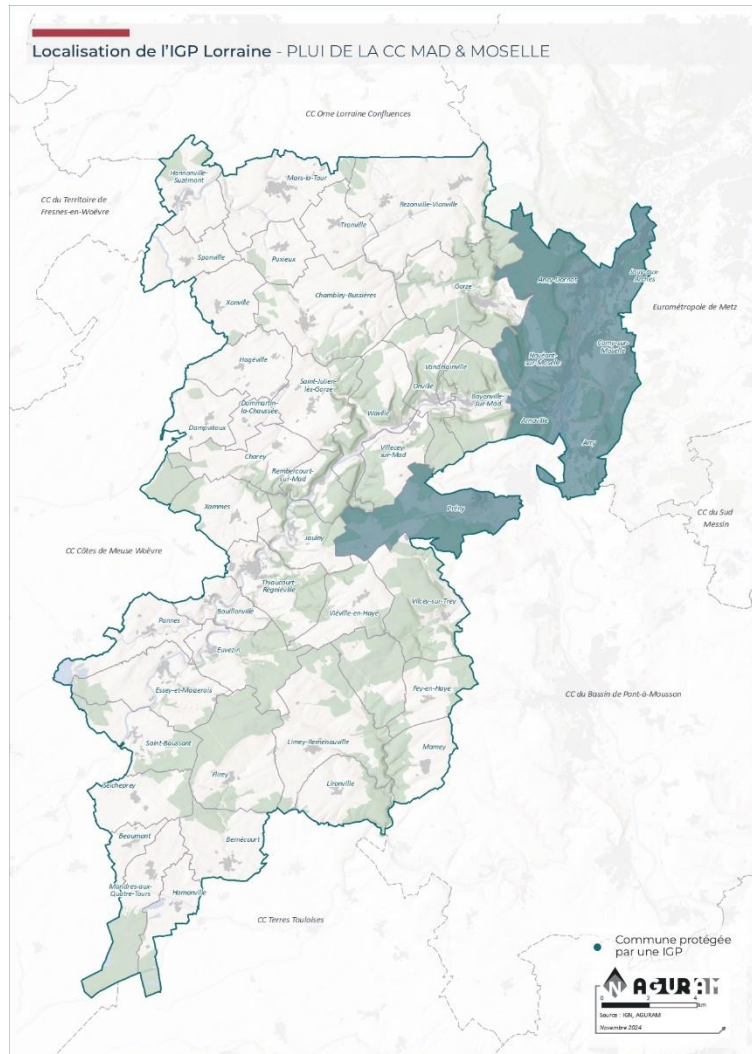 Localisation de l'IGP Lorraine - PLUI DE LA CC MAD & MOSELLE
CC Orne Lorraine Confluences
Hannonville-
Suzémont
Mars-la-Tour
CC du Territoire de
Fresnes-en-Woëvre
Rezonville-Vionville
Tronville
Sponville
Puxieux
Jouy-aux-
Arches
Ancy-Dornot
Gorze
Xonville
Chambley-Bussières
Eurométropole de Metz
Corny-sur-
Moselle
Novéant-
sur-Moselle
Hagéville
Vandelainville
Saint-Julien-
lès-Gorze
Onville
Bayonville-
sur-Mad
Dommartin-
la-Chaussée
Waville
Arnaville
Dampvitoux
Arry
Villecey-
sur-Mad
Charey
Rembercourt-
sur-Mad
Prény
Xammes
CC du Sud
Messin
Jaulny
CC Côtes de Meuse Woëvre
Thiaucourt-
Regniéville
Bouillonville
Viéville-en-Haye
Vilcey-sur-Trey
Pannes
Euvezin
Essey-et-Maizerais
Fey-en-Haye
CC du Bassin de Pont-à-Mousson
Saint-Baussant
Limey-Remenauville
Mamey
Flirey
Lironville
Seicheprey
Beaumont
Bernécourt
Mandres-aux-
Quatre-Tours
Hamonville
CC Terres Touloises
Commune protégée
par une IGP
N AGURAM
0 2 4
km
Source : IGN, AGURAM
Novembre 2024